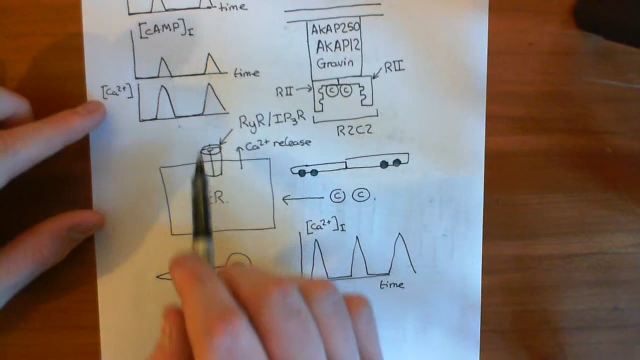 time
[cAMP]I
time
[Ca²⁺]
AKAP250
AKAP12
Gravin
RII
RII
C C
R2C2
RyR/IP₃R
Ca²⁺ release
C C
[Ca²⁺]I
time